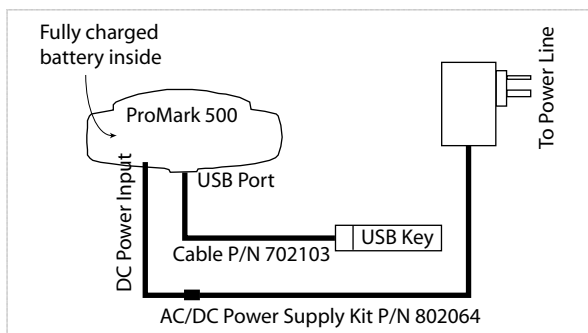 Fully charged
battery inside
ProMark 500
To Power Line
DC Power Input
USB Port
USB Key
Cable P/N 702103
AC/DC Power Supply Kit P/N 802064